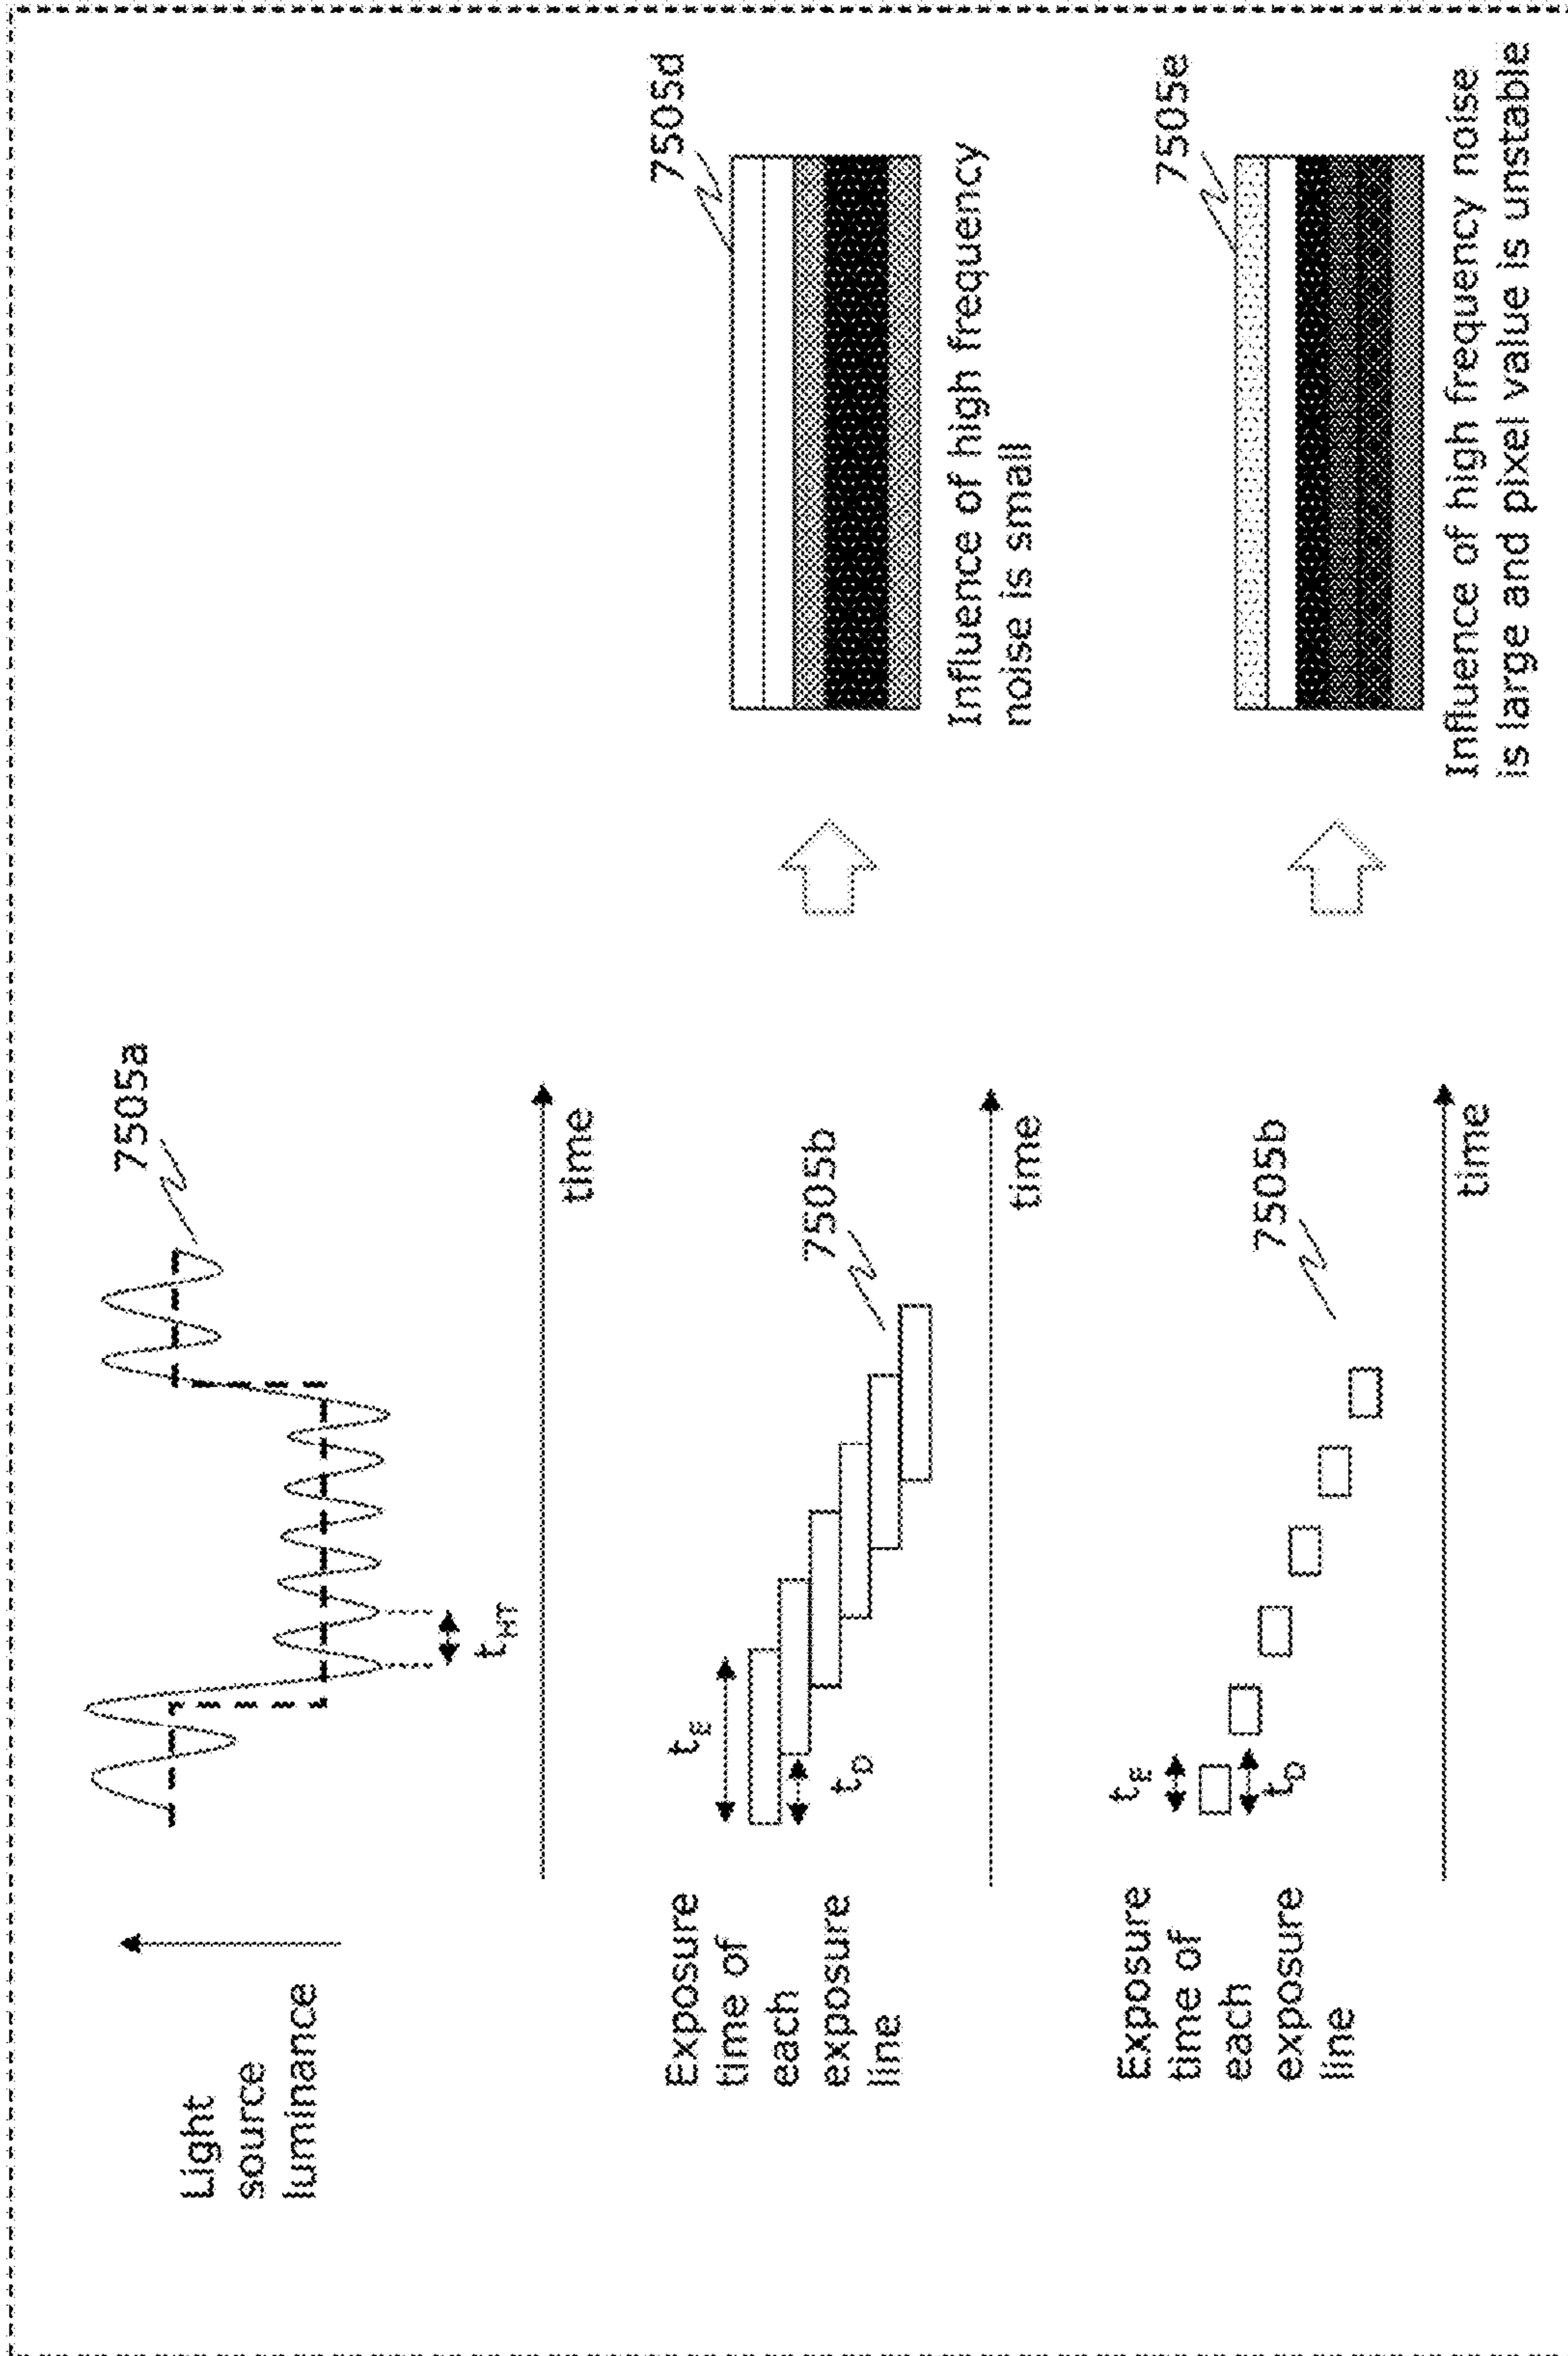 Light
source
luminance
7505a
t_HT
time
Exposure
time of
each
exposure
line
t_E
t_D
7505b
time
7505d
Influence of high frequency
noise is small
Exposure
time of
each
exposure
line
t_E
t_D
7505b
time
7505e
Influence of high frequency noise
is large and pixel value is unstable